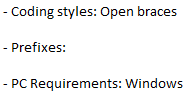 - Coding styles: Open braces
- Prefixes:
- PC Requirements: Windows